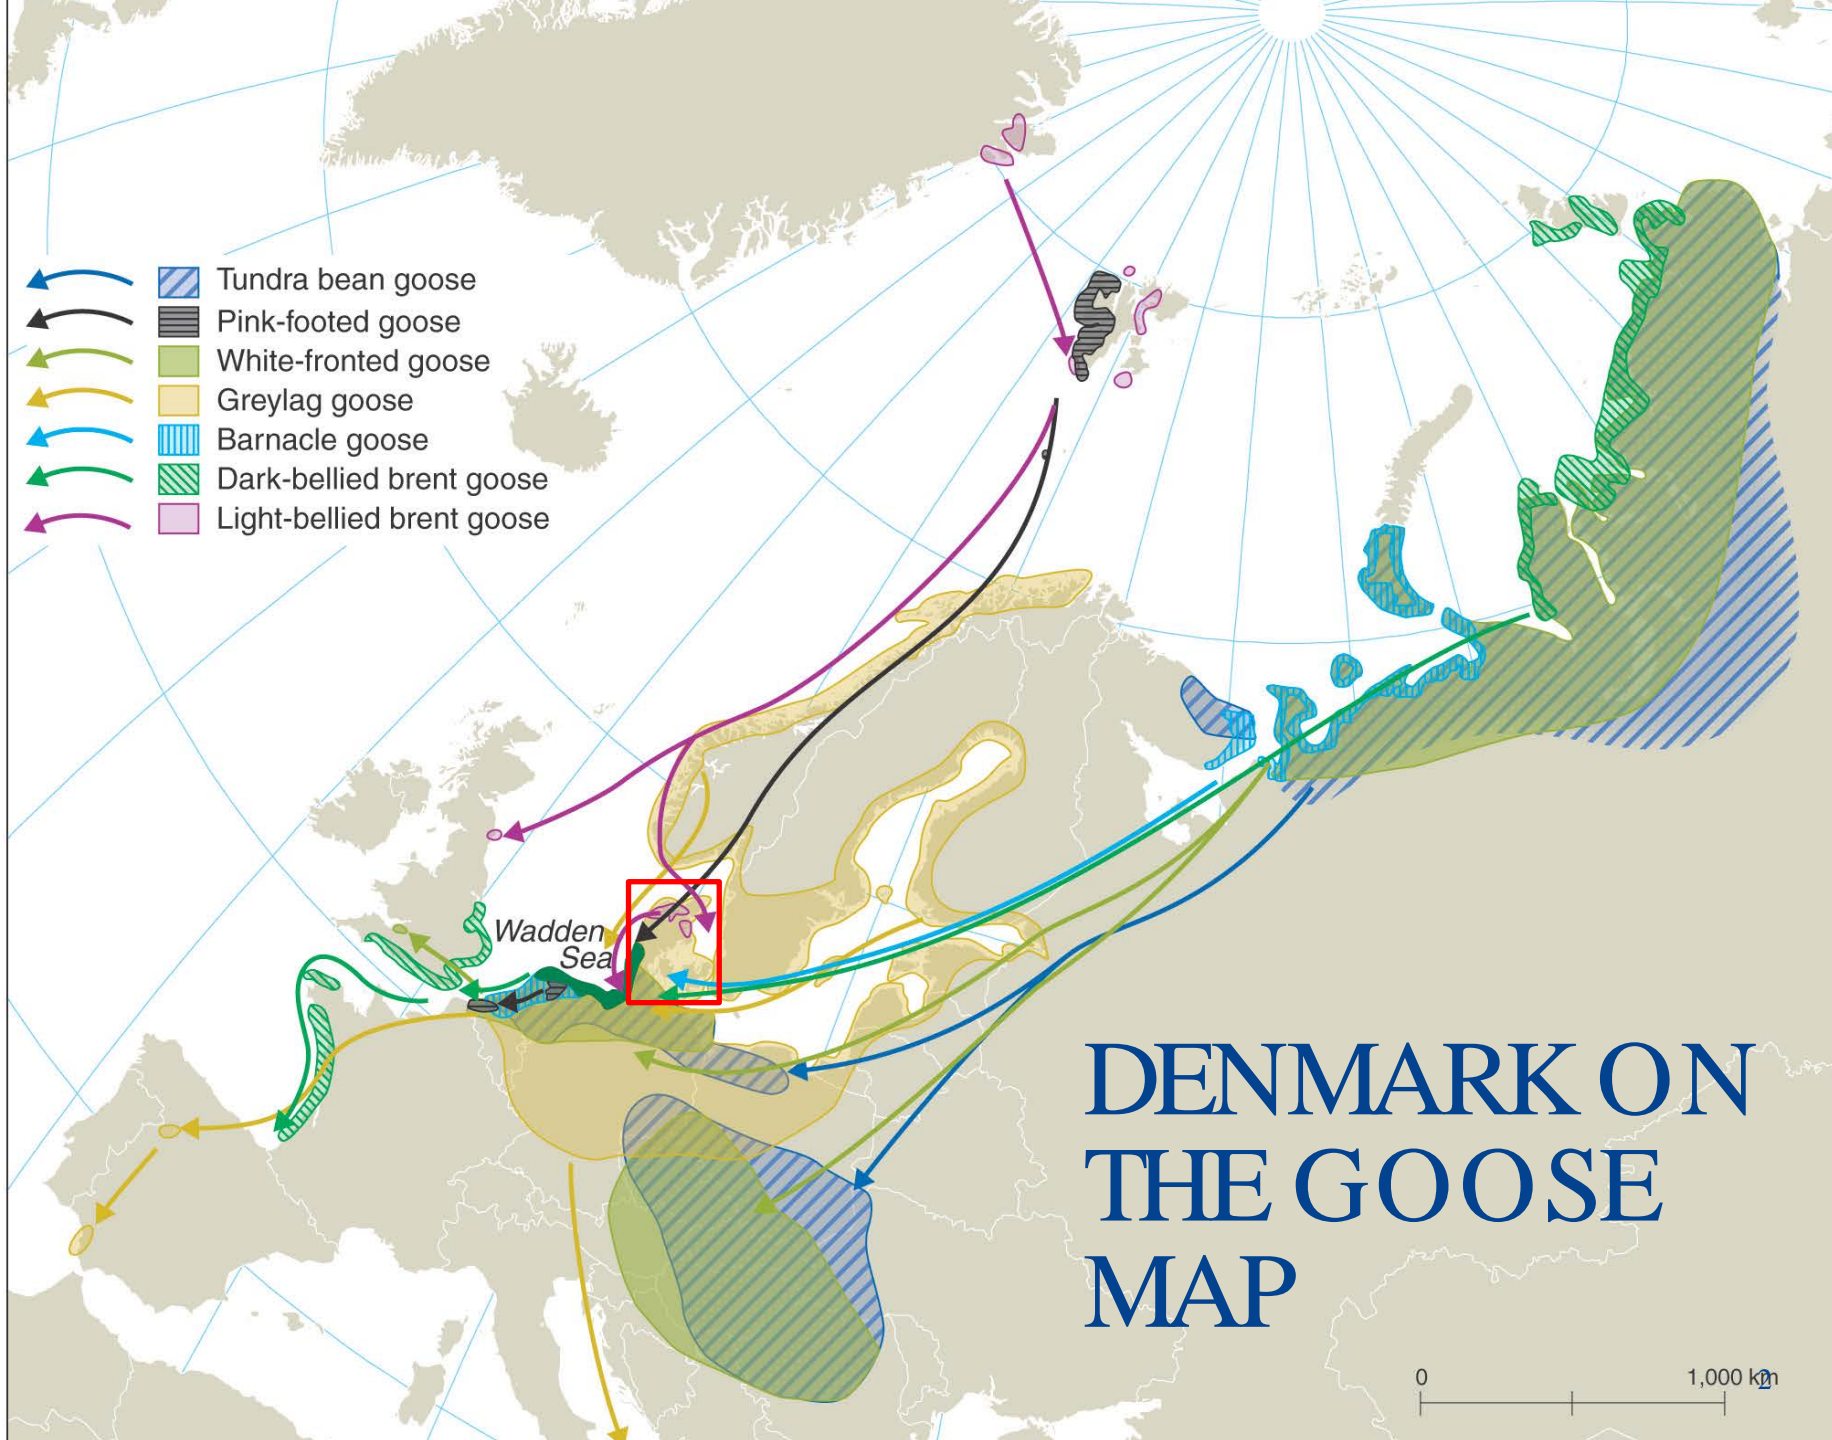 Tundra bean goose
Pink-footed goose
White-fronted goose
Greylag goose
Barnacle goose
Dark-bellied brent goose
Light-bellied brent goose
Wadden
Sea
DENMARK ON
THE GOOSE
MAP
0 1,000 km
2